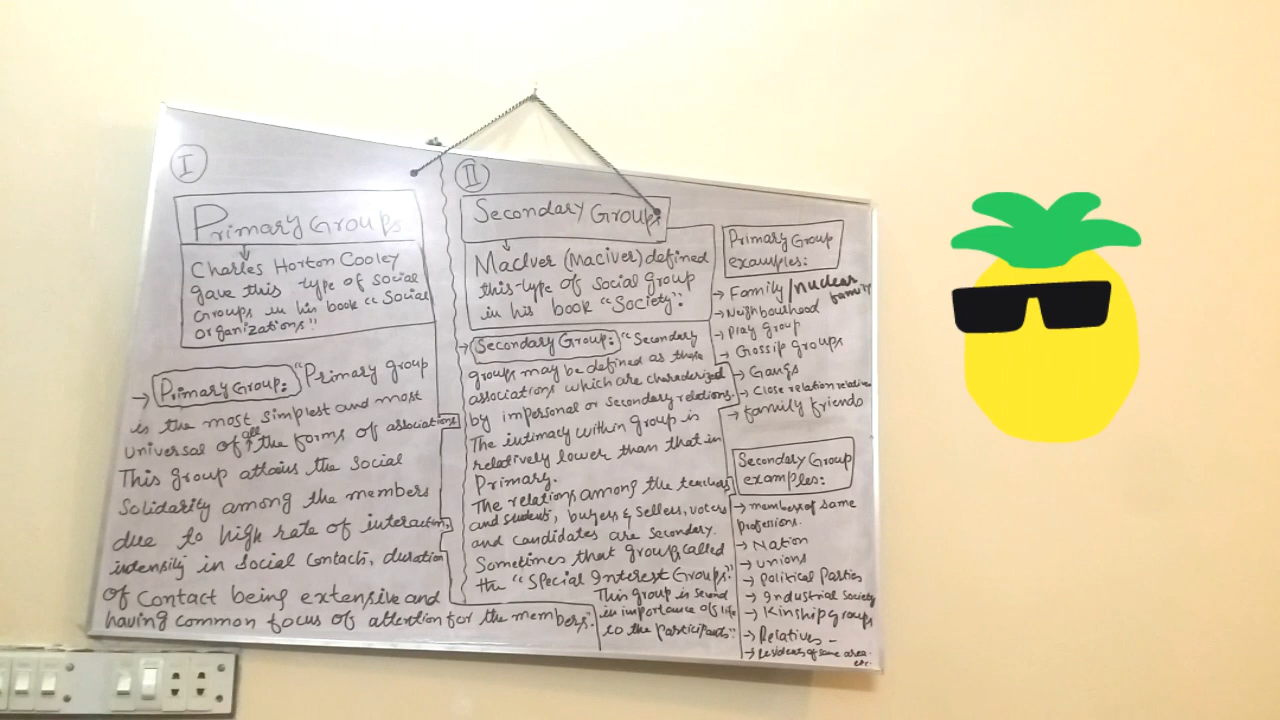 I
Primary Groups
Charles Horton Cooley
gave this type of social
Groups in his book "Social
organizations"
→ Primary Group: "Primary group
is the most simplest and most
universal of all the forms of associations
This group attains the social
Solidarity among the members
due to high rate of interaction,
intensity in social contacts, duration
of contact being extensive and
having common focus of attention for the members".
II
Secondary Groups
MacIver (Maciver) defined
this type of social Group
in his book "Society".
→ Secondary Group: "Secondary
groups may be defined as those
associations which are characterized
by impersonal or secondary relations.
The intimacy within group is
relatively lower than that in
Primary.
The relations among the teachers
and students, buyers & sellers, voters
and candidates are secondary.
Sometimes that groups called
the "Special Interest Groups."
This group is second
in importance of life
to the participants".
Primary Group
examples:
→ Family/nuclear
family
→ Neighbourhood
→ Play group
→ Gossip groups
→ Gangs
→ Close relation relative
→ family friends
Secondary Group
examples:
→ members of same
professions.
→ Nation
→ unions
→ Political Parties
→ Industrial Society
→ Kinship groups
→ Relatives -
→ residents of same area.
etc.